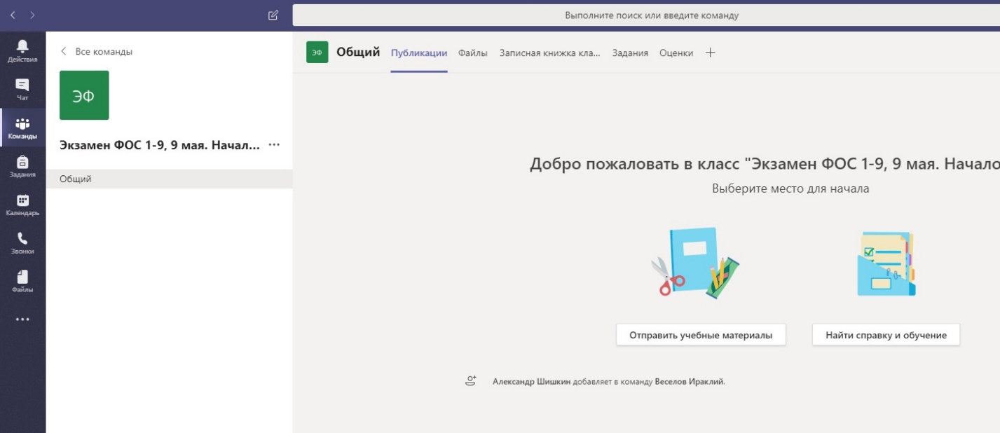 Выполните поиск или введите команду
Действия
Чат
Команды
Задания
Календарь
Звонки
Файлы
Все команды
ЭФ
Экзамен ФОС 1-9, 9 мая. Начал...
Общий
ЭФ Общий Публикации Файлы Записная книжка кла... Задания Оценки
Добро пожаловать в класс "Экзамен ФОС 1-9, 9 мая. Начало
Выберите место для начала
Отправить учебные материалы Найти справку и обучение
Александр Шишкин добавляет в команду Веселов Ираклий.